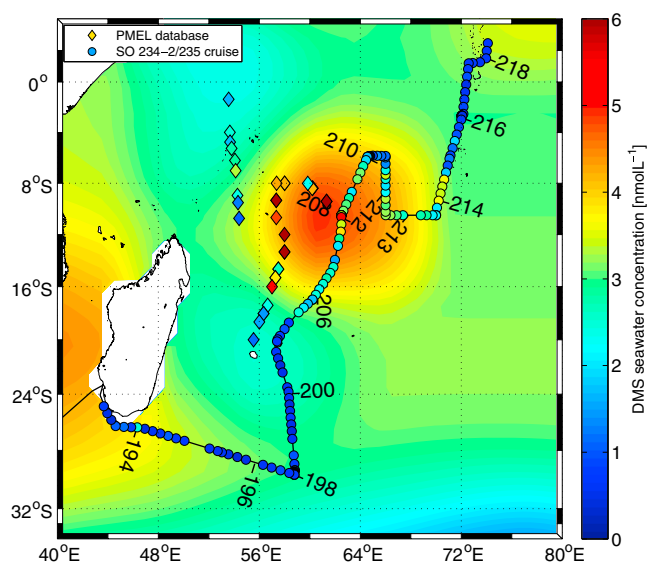 PMEL database
SO 234−2/235 cruise
0°
8°S
16°S
24°S
32°S
40°E
48°E
56°E
64°E
72°E
80°E
218
216
214
213
212
210
208
206
200
198
196
194
6
5
4
3
2
1
0
DMS seawater concentration [nmolL⁻¹]